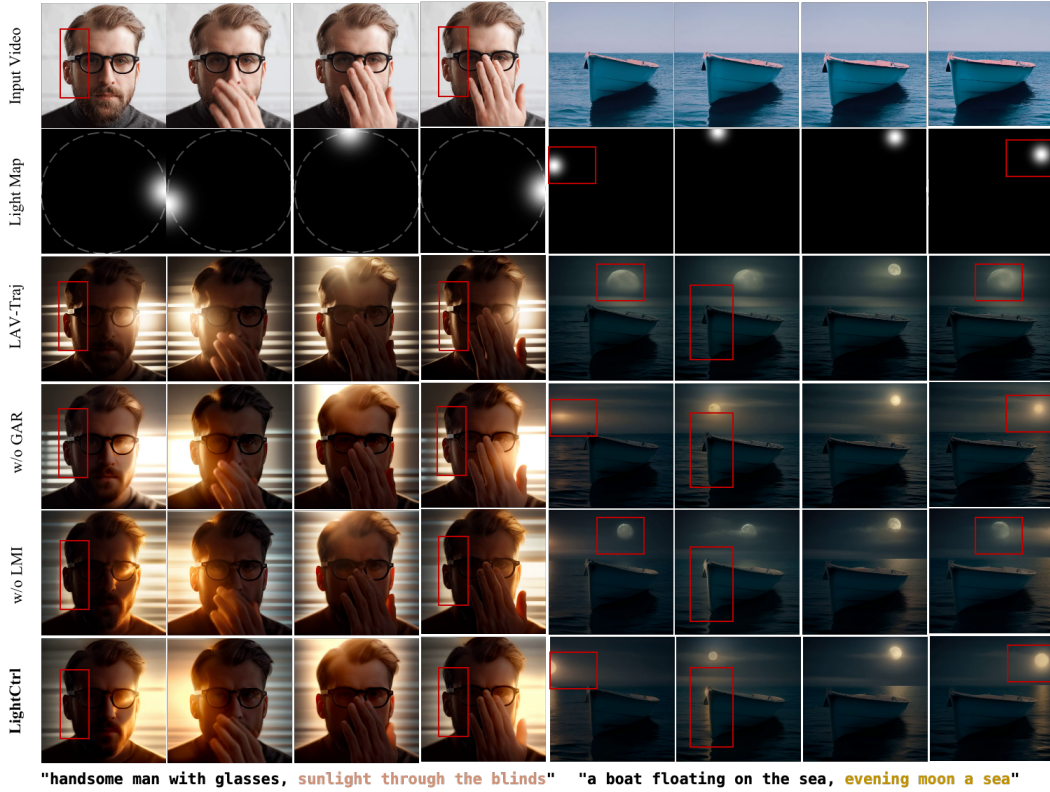 Input Video
Light Map
LAV-Traj
w/o GAR
w/o LMI
LightCtrl
"handsome man with glasses, sunlight through the blinds"
"a boat floating on the sea, evening moon a sea"